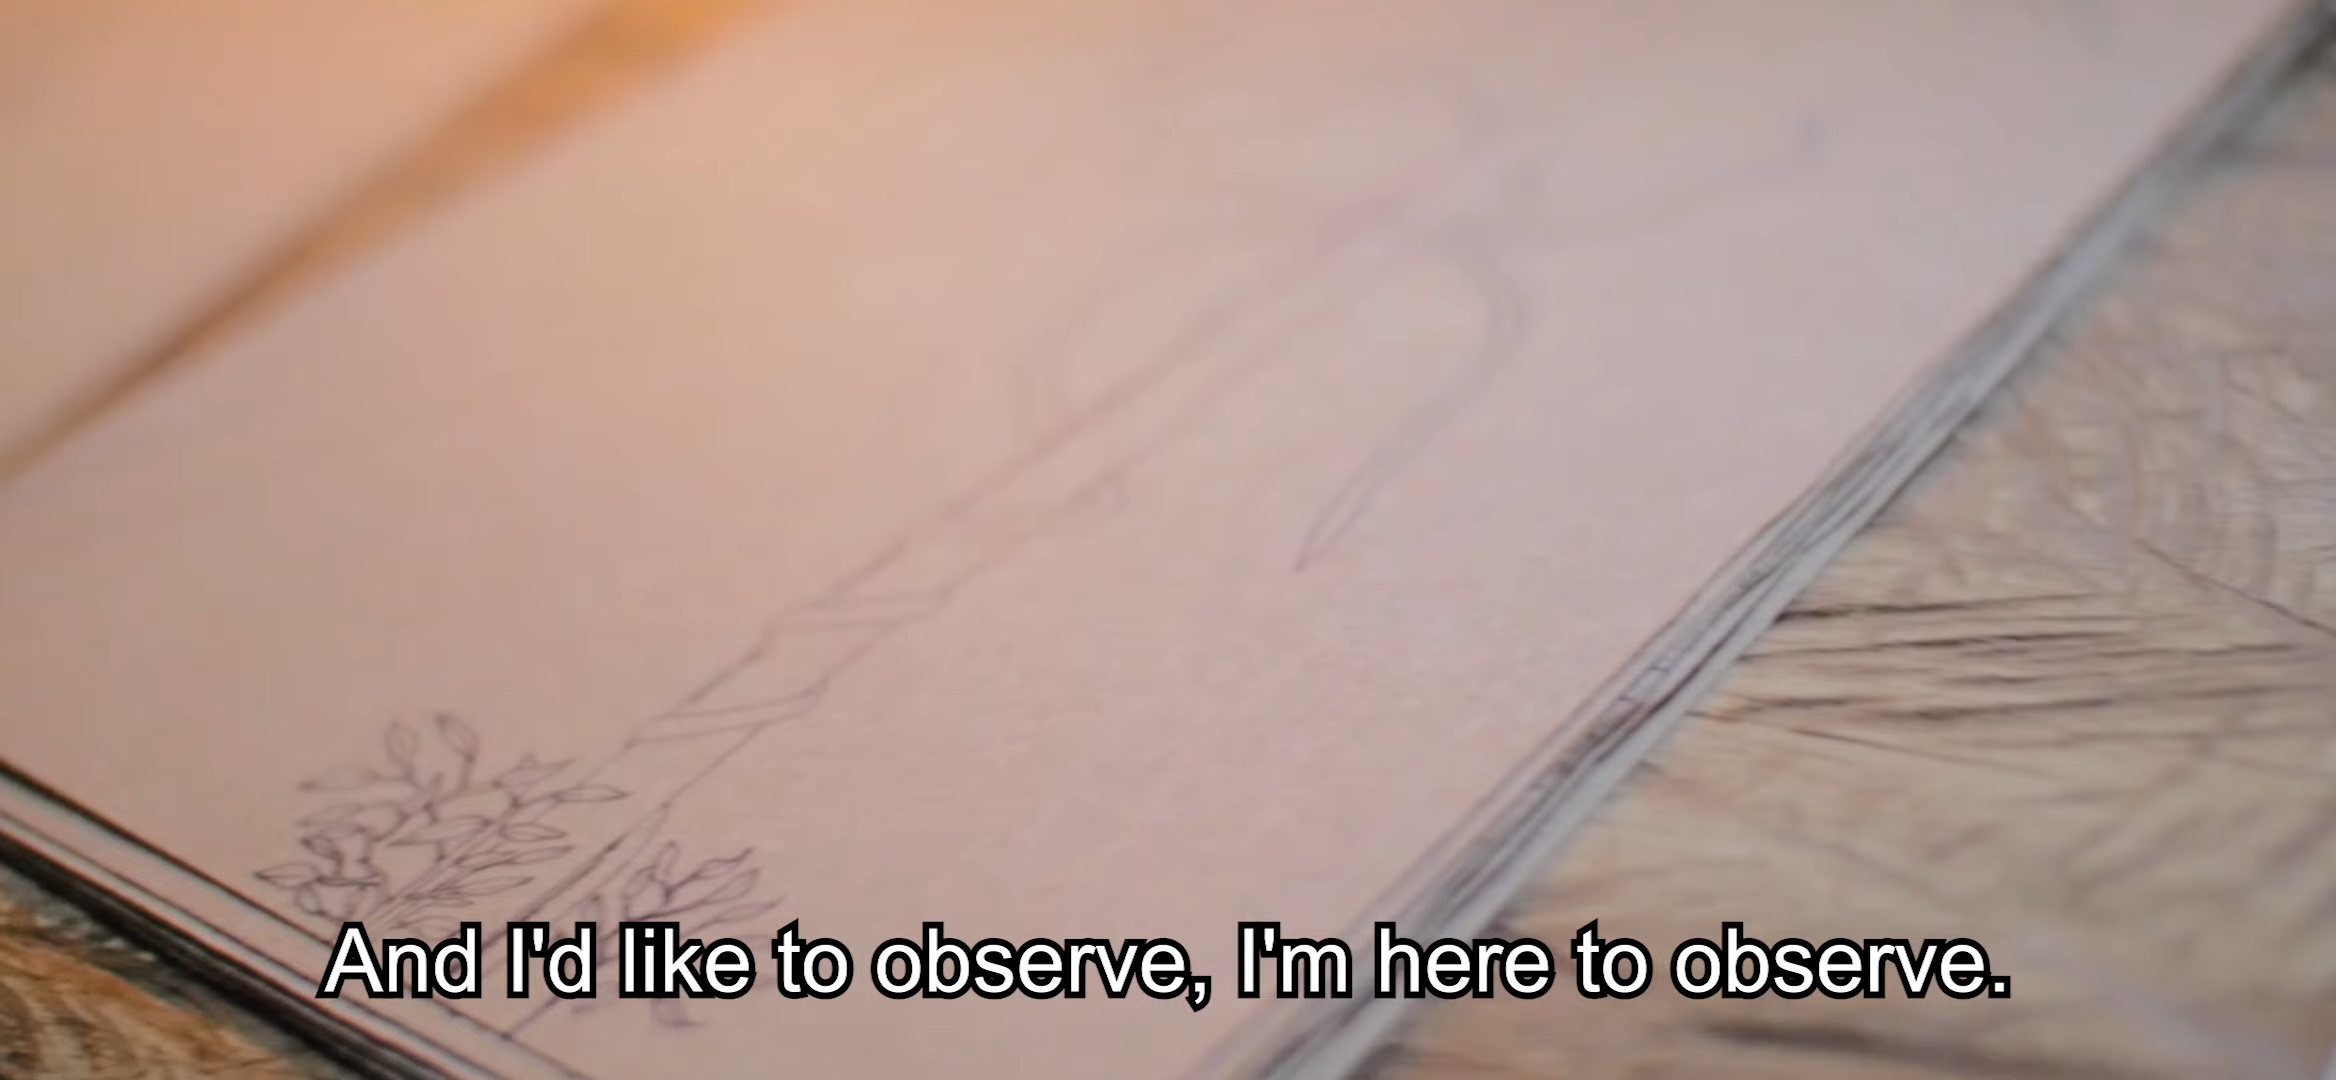 And I'd like to observe, I'm here to observe.